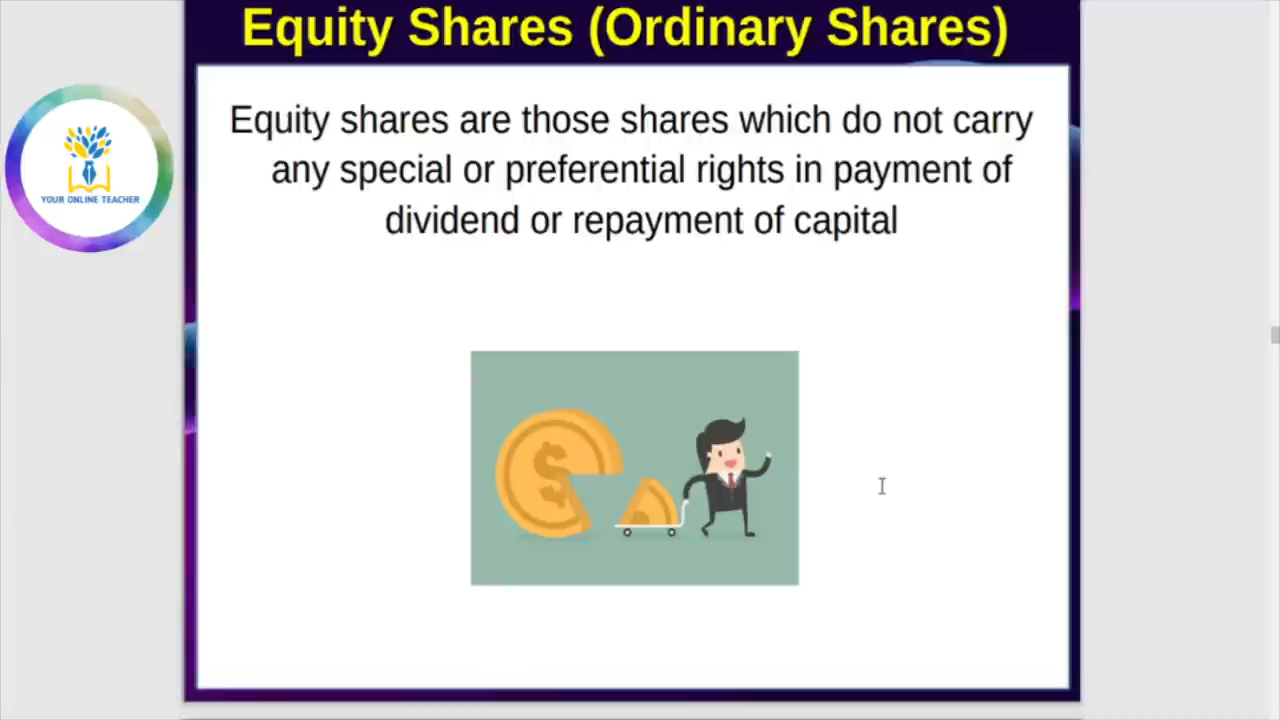 Equity Shares (Ordinary Shares)
YOUR ONLINE TEACHER
Equity shares are those shares which do not carry
any special or preferential rights in payment of
dividend or repayment of capital
$